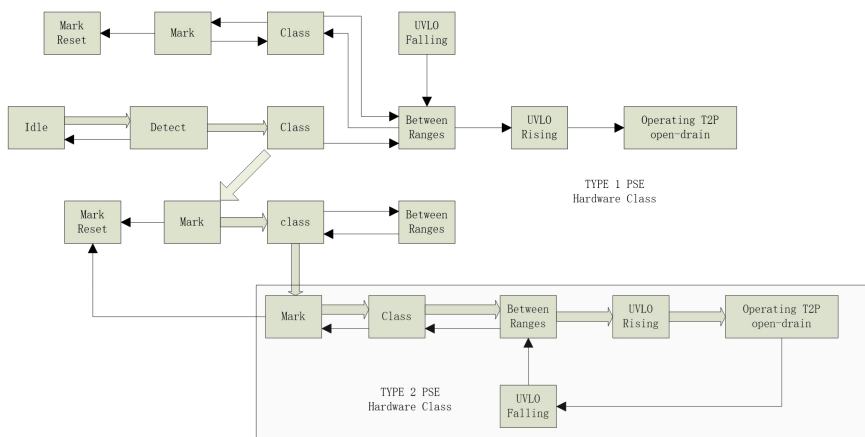 Mark
Reset
Mark
Class
UVLO
Falling
Idle
Detect
Class
Between
Ranges
UVLO
Rising
Operating T2P
open-drain
TYPE 1 PSE
Hardware Class
Mark
Reset
Mark
class
Between
Ranges
Mark
Class
Between
Ranges
UVLO
Rising
Operating T2P
open-drain
TYPE 2 PSE
Hardware Class
UVLO
Falling